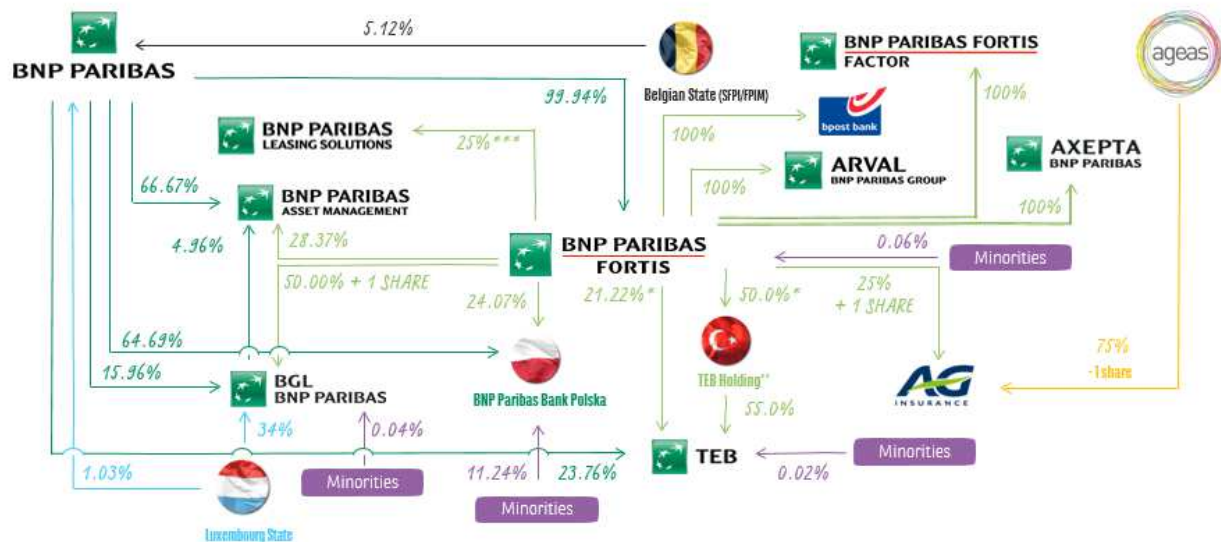 5.12%
BNP PARIBAS
Belgian State (SFPI/FPIM)
BNP PARIBAS FORTIS
FACTOR
ageas
99.94%
100%
bpost bank
100%
BNP PARIBAS
LEASING SOLUTIONS
25%***
ARVAL
BNP PARIBAS GROUP
AXEPTA
BNP PARIBAS
66.67%
BNP PARIBAS
ASSET MANAGEMENT
100%
100%
4.96%
28.37%
BNP PARIBAS
FORTIS
0.06%
Minorities
50.00% + 1 SHARE
24.07%
21.22%*
50.0%*
25%
+ 1 SHARE
64.69%
75%
- 1 share
15.96%
BGL
BNP PARIBAS
BNP Paribas Bank Polska
TEB Holding**
AG
INSURANCE
34%
0.04%
55.0%
1.03%
Minorities
11.24%
23.76%
TEB
0.02%
Minorities
Minorities
Luxembourg State